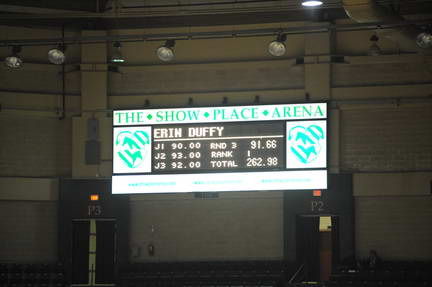 THE • SHOW • PLACE • ARENA
ERIN DUFFY
J1 90.00 RND 3 91.66
J2 93.00 RANK 1
J3 92.00 TOTAL 262.98
P3
P2